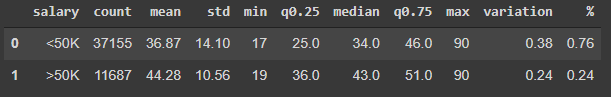 salary count mean std min q0.25 median q0.75 max variation %
0 <50K 37155 36.87 14.10 17 25.0 34.0 46.0 90 0.38 0.76
1 >50K 11687 44.28 10.56 19 36.0 43.0 51.0 90 0.24 0.24